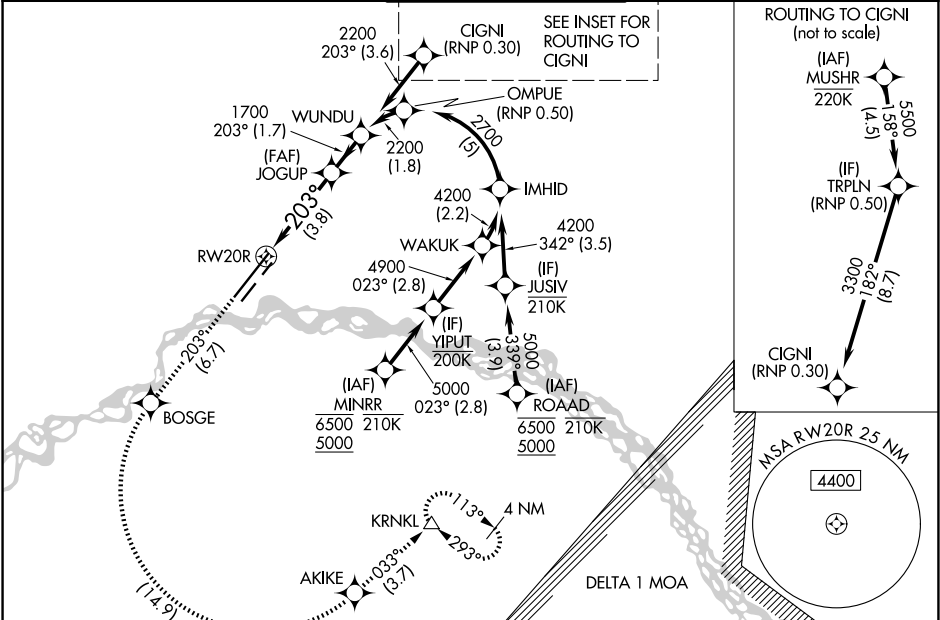 SEE INSET FOR
ROUTING TO
CIGNI
2200
203° (3.6)
CIGNI
(RNP 0.30)
OMPUE
(RNP 0.50)
WUNDU
1700
203° (1.7)
(FAF)
JOGUP
2200
(1.8)
2700
(5)
203°
(3.8)
IMHID
4200
(2.2)
WAKUK
4200
342° (3.5)
RW20R
4900
023° (2.8)
(IF)
JUSIV
210K
(IF)
YIPUT
200K
5000
339°
(3.9)
203°
(6.7)
(IAF)
MINRR
6500 210K
5000
5000
023° (2.8)
(IAF)
ROAAD
6500 210K
5000
BOSGE
113°
4 NM
KRNKL
293°
033°
(3.7)
AKIKE
(14.9)
DELTA 1 MOA
ROUTING TO CIGNI
(not to scale)
(IAF)
MUSHR
220K
5500
158°
(4.5)
(IF)
TRPLN
(RNP 0.50)
3300
182°
(8.7)
CIGNI
(RNP 0.30)
MSA RW20R 25 NM
4400